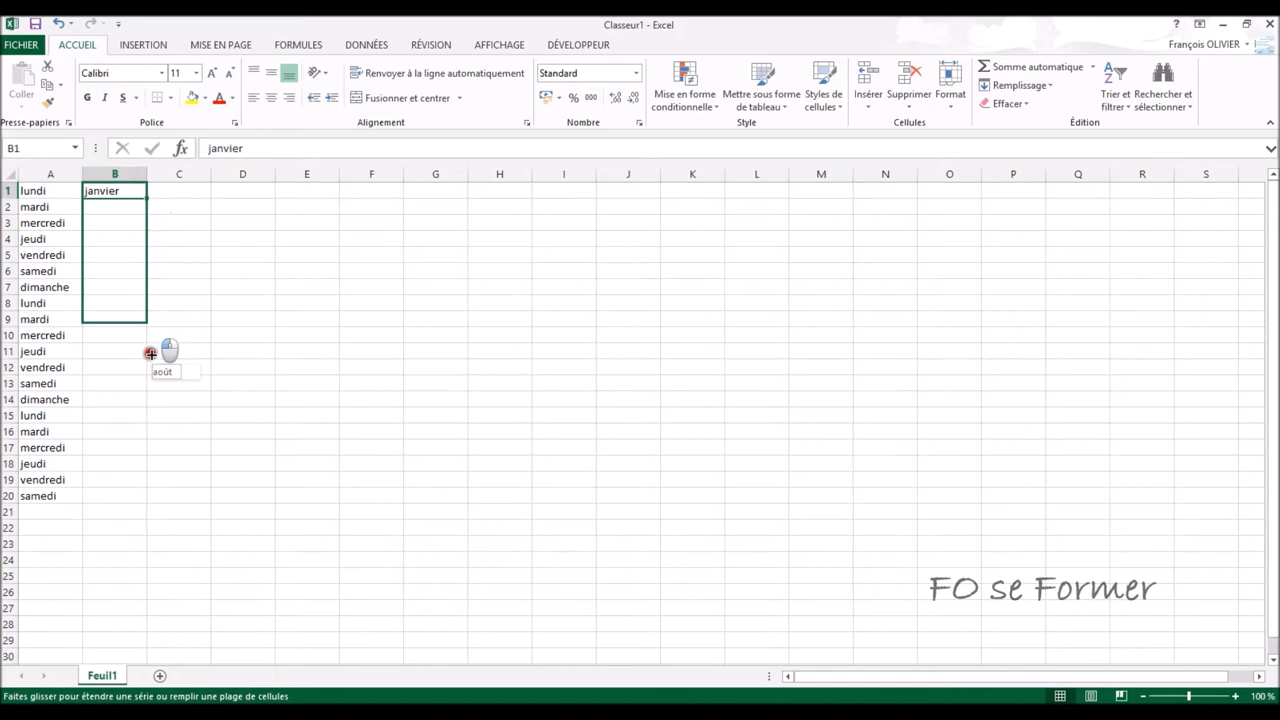 Classeur1 - Excel
François OLIVIER
FICHIER ACCUEIL INSERTION MISE EN PAGE FORMULES DONNÉES RÉVISION AFFICHAGE DÉVELOPPEUR
Coller
Calibri 11
G I S
Renvoyer à la ligne automatiquement
Fusionner et centrer
Standard
% 000
Mise en forme conditionnelle
Mettre sous forme de tableau
Styles de cellules
Insérer Supprimer Format
Somme automatique
Remplissage
Effacer
Trier et filtrer
Rechercher et sélectionner
Presse-papiers Police Alignement Nombre Style Cellules Édition
B1 fx janvier
A B C D E F G H I J K L M N O P Q R S
1 lundi janvier
2 mardi
3 mercredi
4 jeudi
5 vendredi
6 samedi
7 dimanche
8 lundi
9 mardi
10 mercredi
11 jeudi
12 vendredi
août
13 samedi
14 dimanche
15 lundi
16 mardi
17 mercredi
18 jeudi
19 vendredi
20 samedi
21
22
23
24
25
26
27
28
29
30
FO se Former
Feuil1
Faites glisser pour étendre une série ou remplir une plage de cellules
100 %